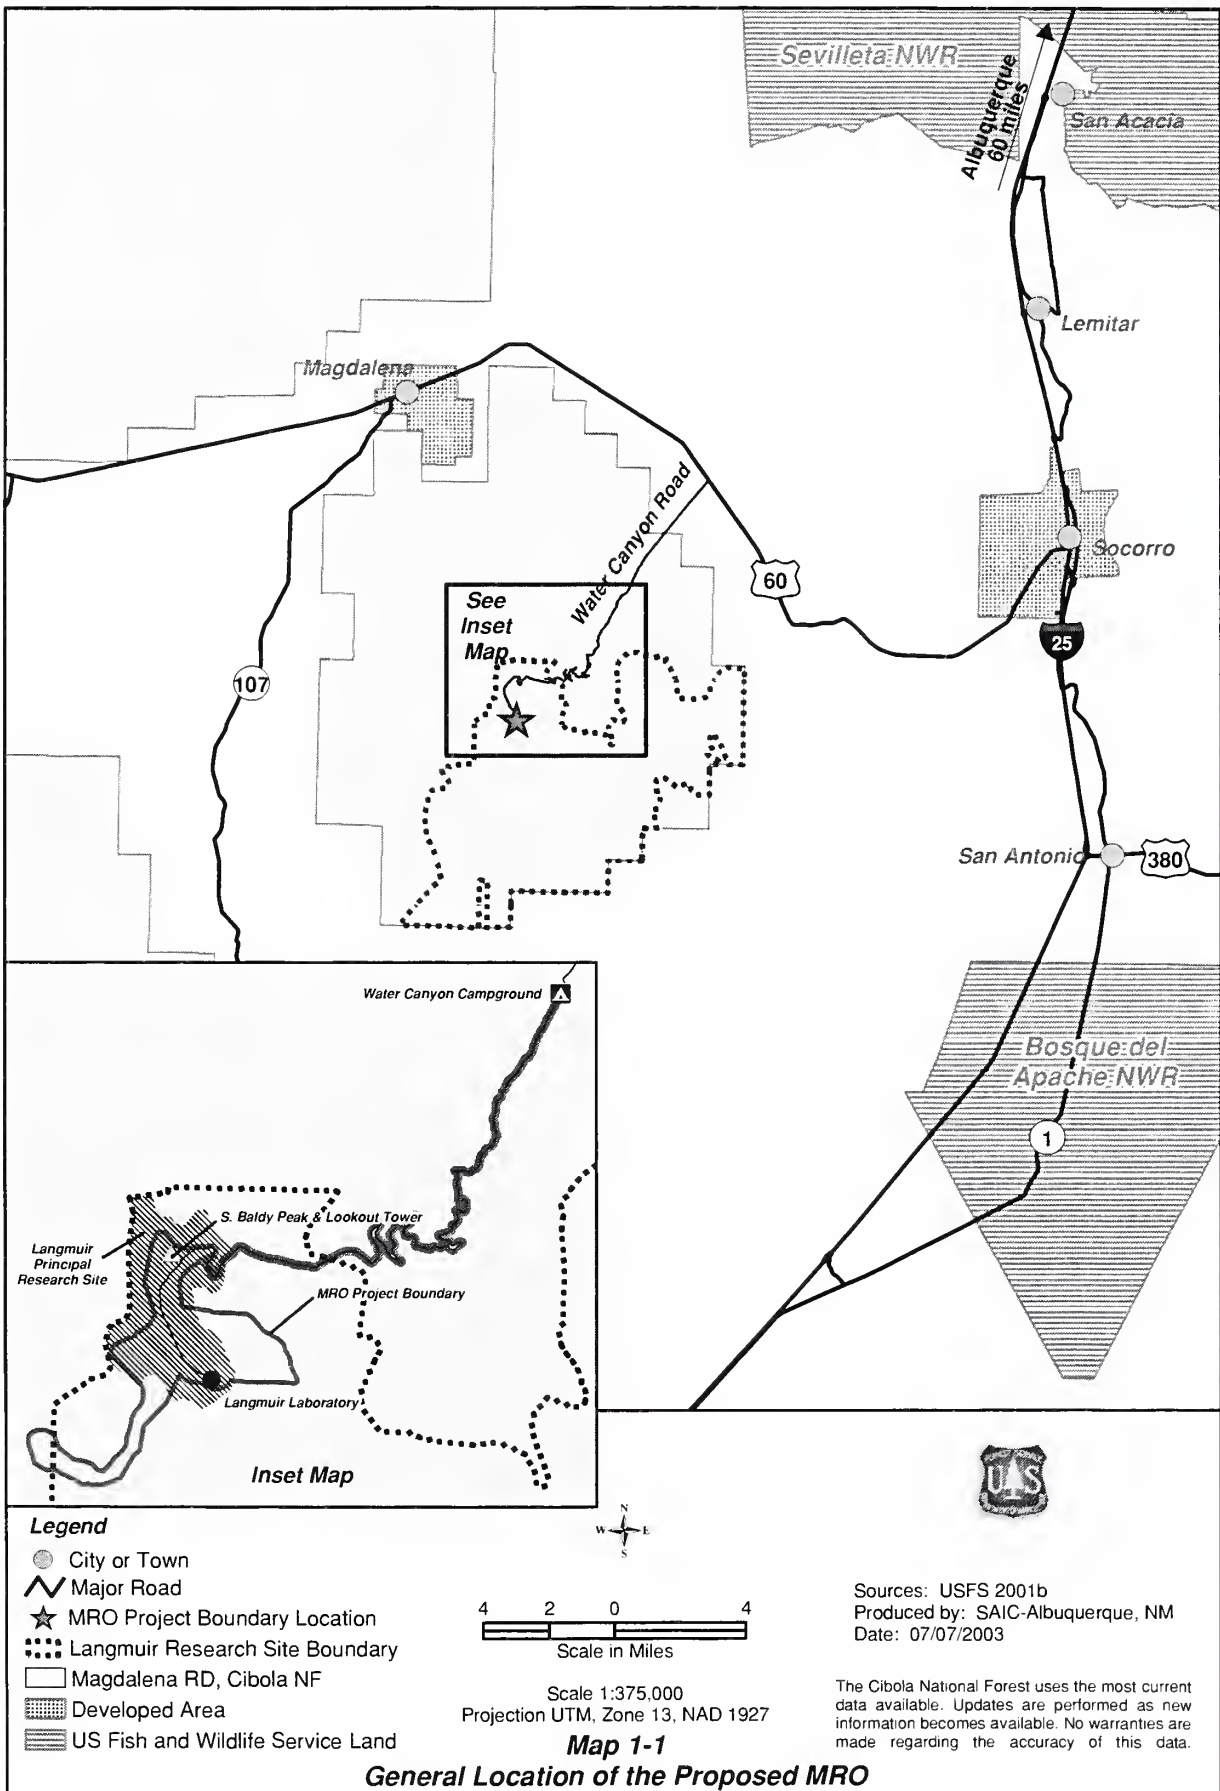 Sevilleta NWR
Albuquerque
60 miles
San Acacia
Lemitar
Magdalena
Water Canyon Road
Socorro
60
See
Inset
Map
25
107
San Antonio
380
Bosque del
Apache NWR
1
Water Canyon Campground
S. Baldy Peak & Lookout Tower
Langmuir
Principal
Research Site
MRO Project Boundary
Langmuir Laboratory
Inset Map
US
Legend
City or Town
Major Road
MRO Project Boundary Location
Langmuir Research Site Boundary
Magdalena RD, Cibola NF
Developed Area
US Fish and Wildlife Service Land
N
W E
S
4 2 0 4
Scale in Miles
Scale 1:375,000
Projection UTM, Zone 13, NAD 1927
Sources: USFS 2001b
Produced by: SAIC-Albuquerque, NM
Date: 07/07/2003
The Cibola National Forest uses the most current
data available. Updates are performed as new
information becomes available. No warranties are
made regarding the accuracy of this data.
Map 1-1
General Location of the Proposed MRO